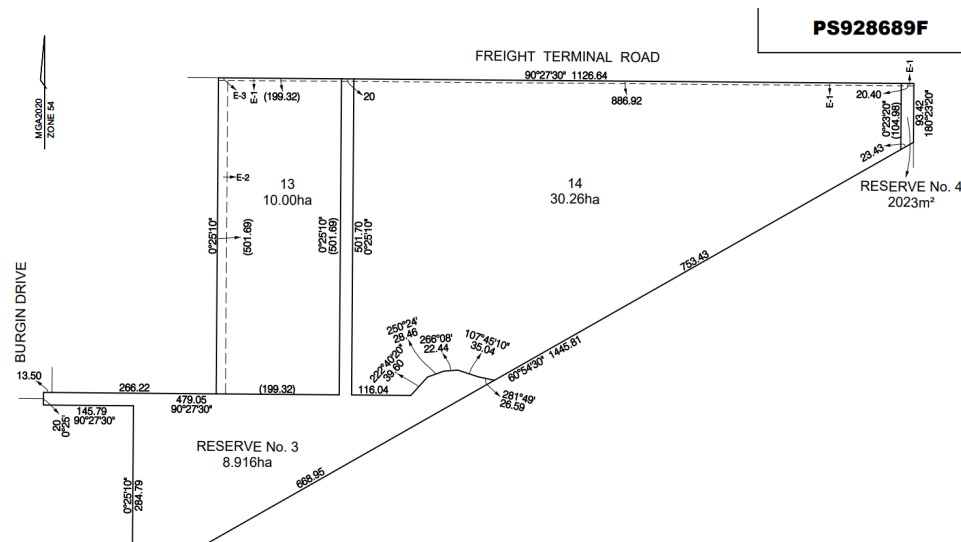 PS928689F
FREIGHT TERMINAL ROAD
90°27'30" 1126.64
MGA2020
ZONE 54
E-3
E-1
(199.32)
20
886.92
E-1
E-1
20.40
0°23'20"
(104.98)
93.42
180°23'20"
23.43
RESERVE No. 4
2023m²
E-2
13
10.00ha
14
30.26ha
0°25'10"
(501.69)
0°25'10"
(501.69)
501.70
0°25'10"
753.43
60°54'30" 1445.81
BURGIN DRIVE
250°24'
28.46
266°08'
22.44
107°45'10"
35.04
222°40'20"
39.60
281°49'
26.59
13.50
266.22
(199.32)
116.04
479.05
90°27'30"
20
0°25'
145.79
90°27'30"
RESERVE No. 3
8.916ha
668.95
0°25'10"
284.79